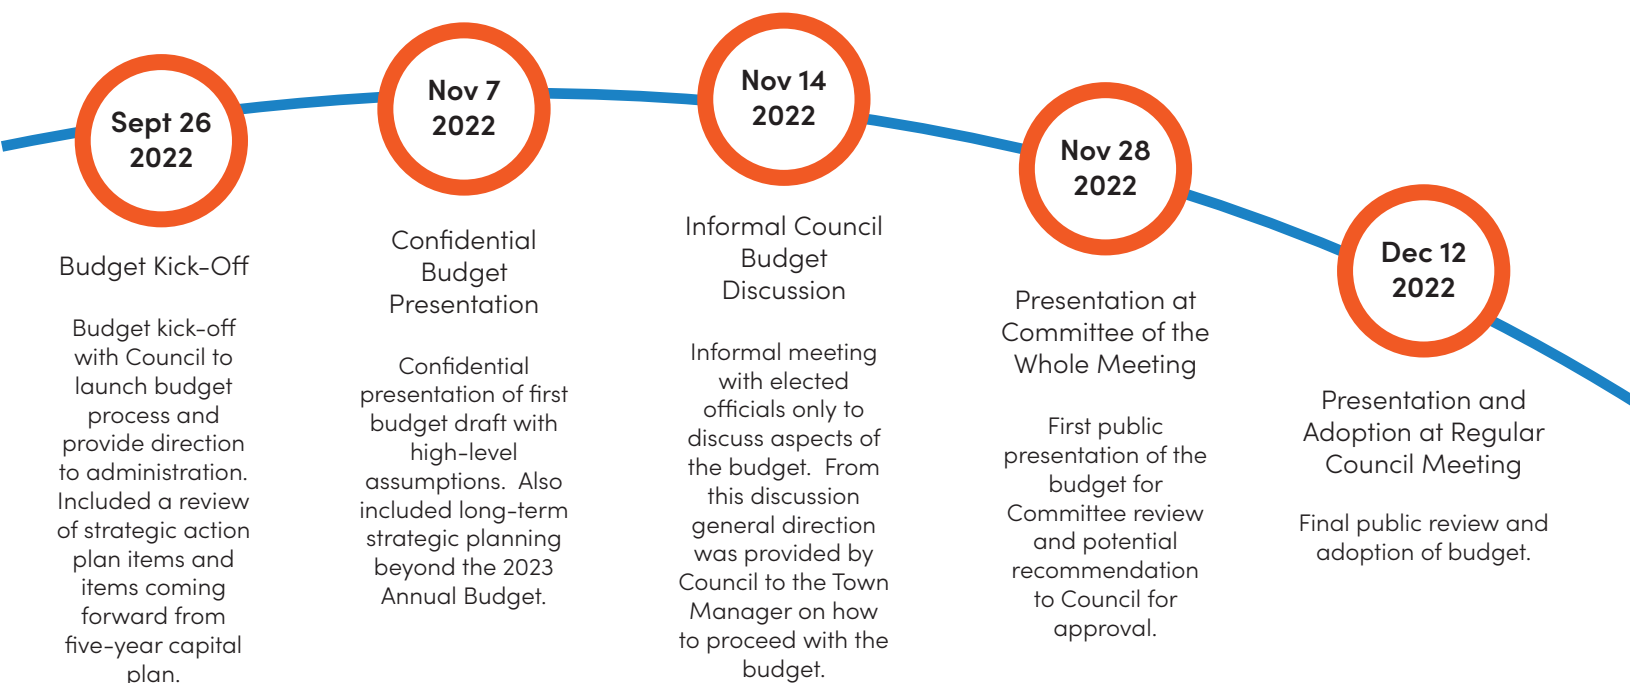 Sept 26
2022
Budget Kick-Off
Budget kick-off
with Council to
launch budget
process and
provide direction
to administration.
Included a review
of strategic action
plan items and
items coming
forward from
five-year capital
plan.
Nov 7
2022
Confidential
Budget
Presentation
Confidential
presentation of first
budget draft with
high-level
assumptions.  Also
included long-term
strategic planning
beyond the 2023
Annual Budget.
Nov 14
2022
Informal Council
Budget
Discussion
Informal meeting
with elected
officials only to
discuss aspects of
the budget.  From
this discussion
general direction
was provided by
Council to the Town
Manager on how
to proceed with the
budget.
Nov 28
2022
Presentation at
Committee of the
Whole Meeting
First public
presentation of the
budget for
Committee review
and potential
recommendation
to Council for
approval.
Dec 12
2022
Presentation and
Adoption at Regular
Council Meeting
Final public review and
adoption of budget.